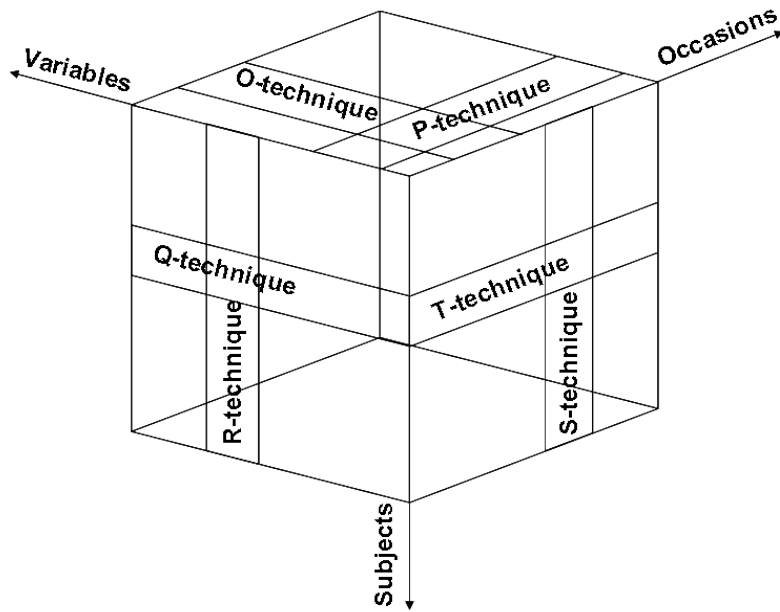 Variables
Occasions
O-technique
P-technique
Q-technique
T-technique
R-technique
S-technique
Subjects